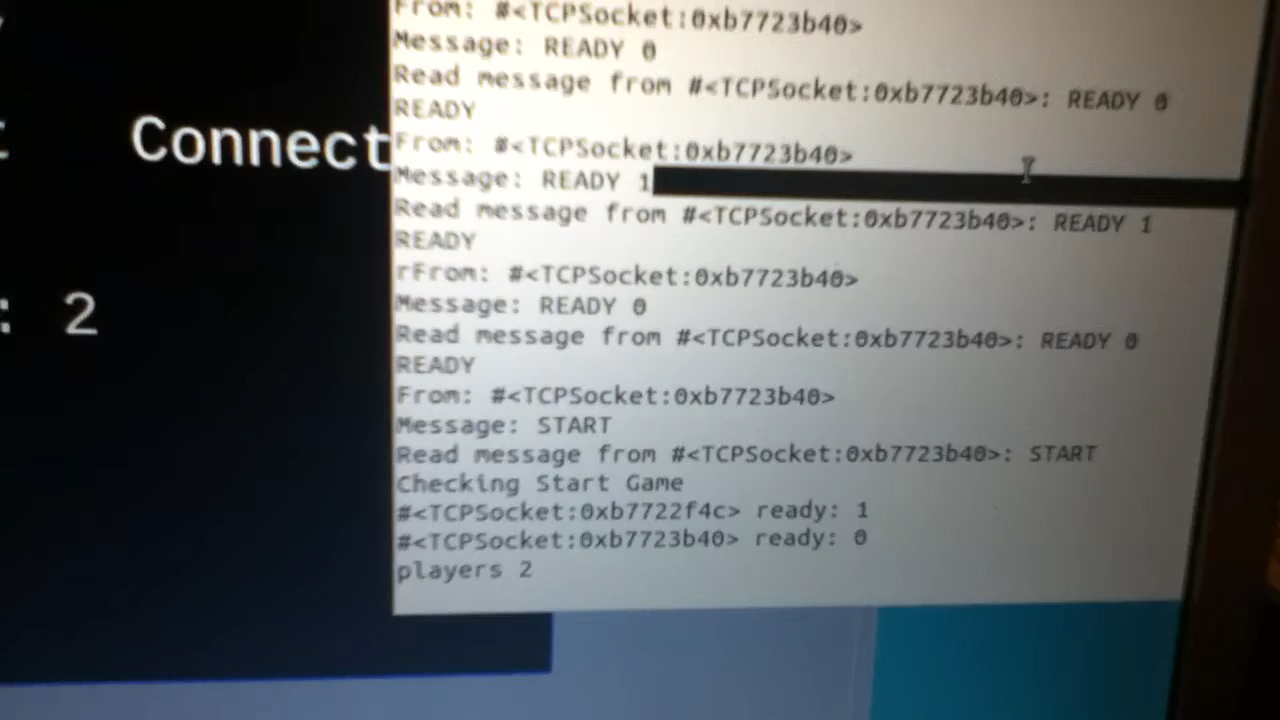 From: #<TCPSocket:0xb7723b40>
Message: READY 0
Read message from #<TCPSocket:0xb7723b40>: READY 0
READY
From: #<TCPSocket:0xb7723b40>
Message: READY 1
Read message from #<TCPSocket:0xb7723b40>: READY 1
READY
rFrom: #<TCPSocket:0xb7723b40>
Message: READY 0
Read message from #<TCPSocket:0xb7723b40>: READY 0
READY
From: #<TCPSocket:0xb7723b40>
Message: START
Read message from #<TCPSocket:0xb7723b40>: START
Checking Start Game
#<TCPSocket:0xb7722f4c> ready: 1
#<TCPSocket:0xb7723b40> ready: 0
players 2
Connect
: 2